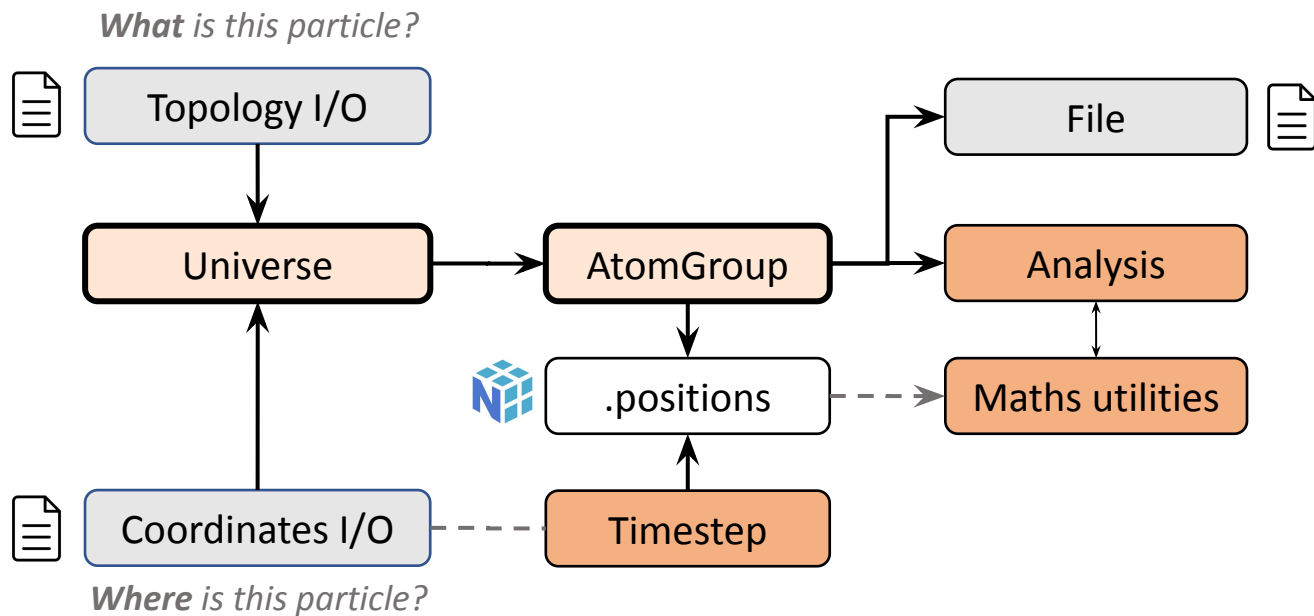 What is this particle?
Topology I/O
File
Universe
AtomGroup
Analysis
N
.positions
Maths utilities
Coordinates I/O
Timestep
Where is this particle?